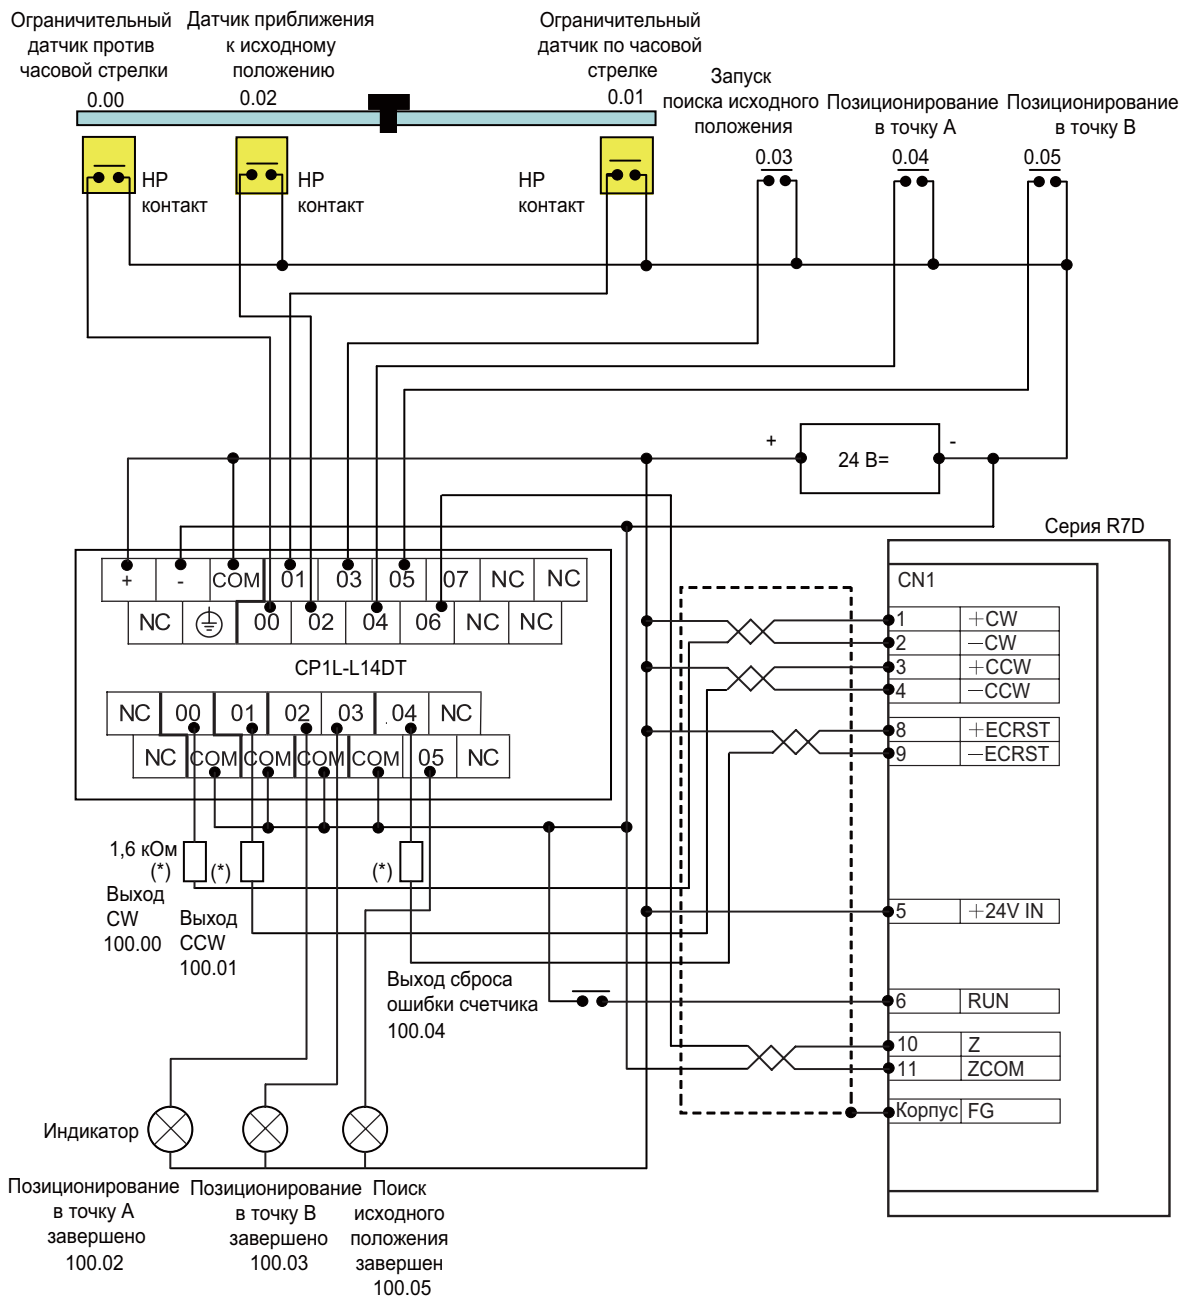 Ограничительный
датчик против
часовой стрелки
0.00
Датчик приближения
к исходному
положению
0.02
Ограничительный
датчик по часовой
стрелке
0.01
Запуск
поиска исходного
положения
0.03
Позиционирование
в точку A
0.04
Позиционирование
в точку B
0.05
НР
контакт
НР
контакт
НР
контакт
+
24 В=
-
Серия R7D
+ - COM 01 03 05 07 NC NC
NC 00 02 04 06 NC NC
CP1L-L14DT
NC 00 01 02 03 04 NC
NC COM COM COM COM 05 NC
CN1
1 +CW
2 −CW
3 +CCW
4 −CCW
8 +ECRST
9 −ECRST
5 +24V IN
6 RUN
10 Z
11 ZCOM
Корпус FG
1,6 кОм
(*)
(*)
(*)
Выход
CW
100.00
Выход
CCW
100.01
Выход сброса
ошибки счетчика
100.04
Индикатор
Позиционирование
в точку A
завершено
100.02
Позиционирование
в точку B
завершено
100.03
Поиск
исходного
положения
завершен
100.05